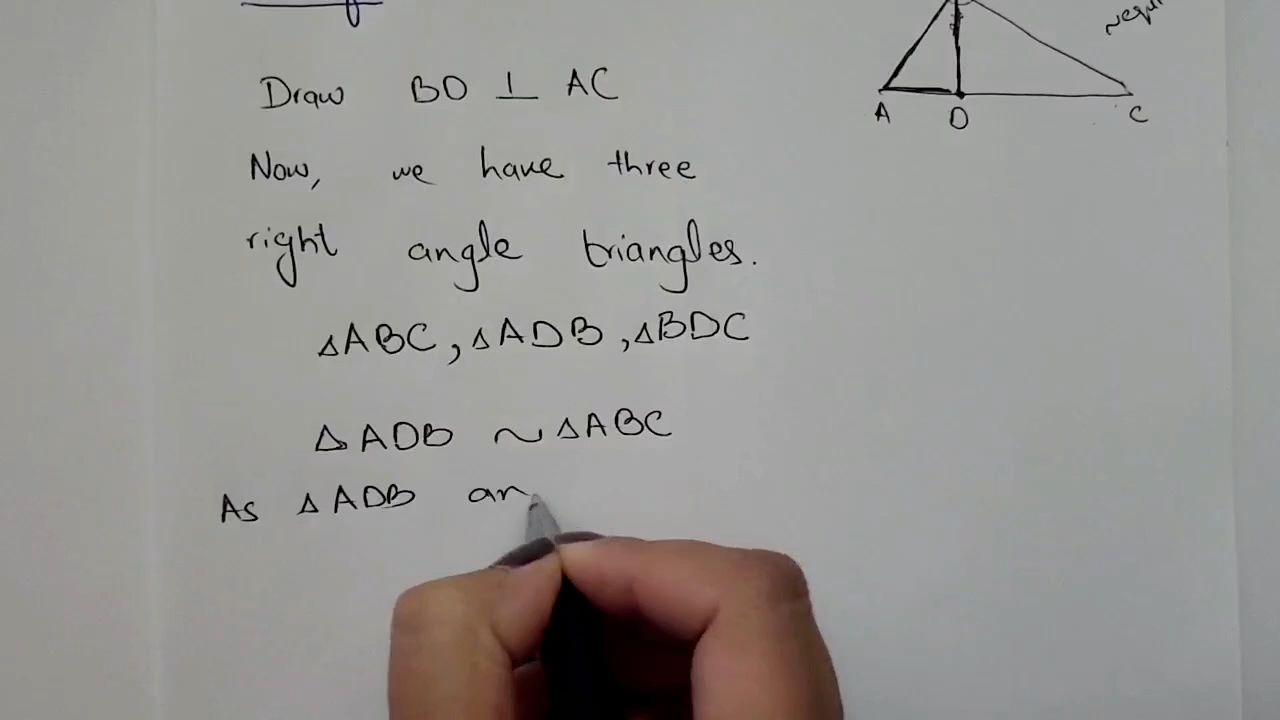 Draw BD ⊥ AC
Now, we have three
right angle triangles.
△ABC, △ADB, △BDC
△ADB ~ △ABC
As △ADB an
A D C